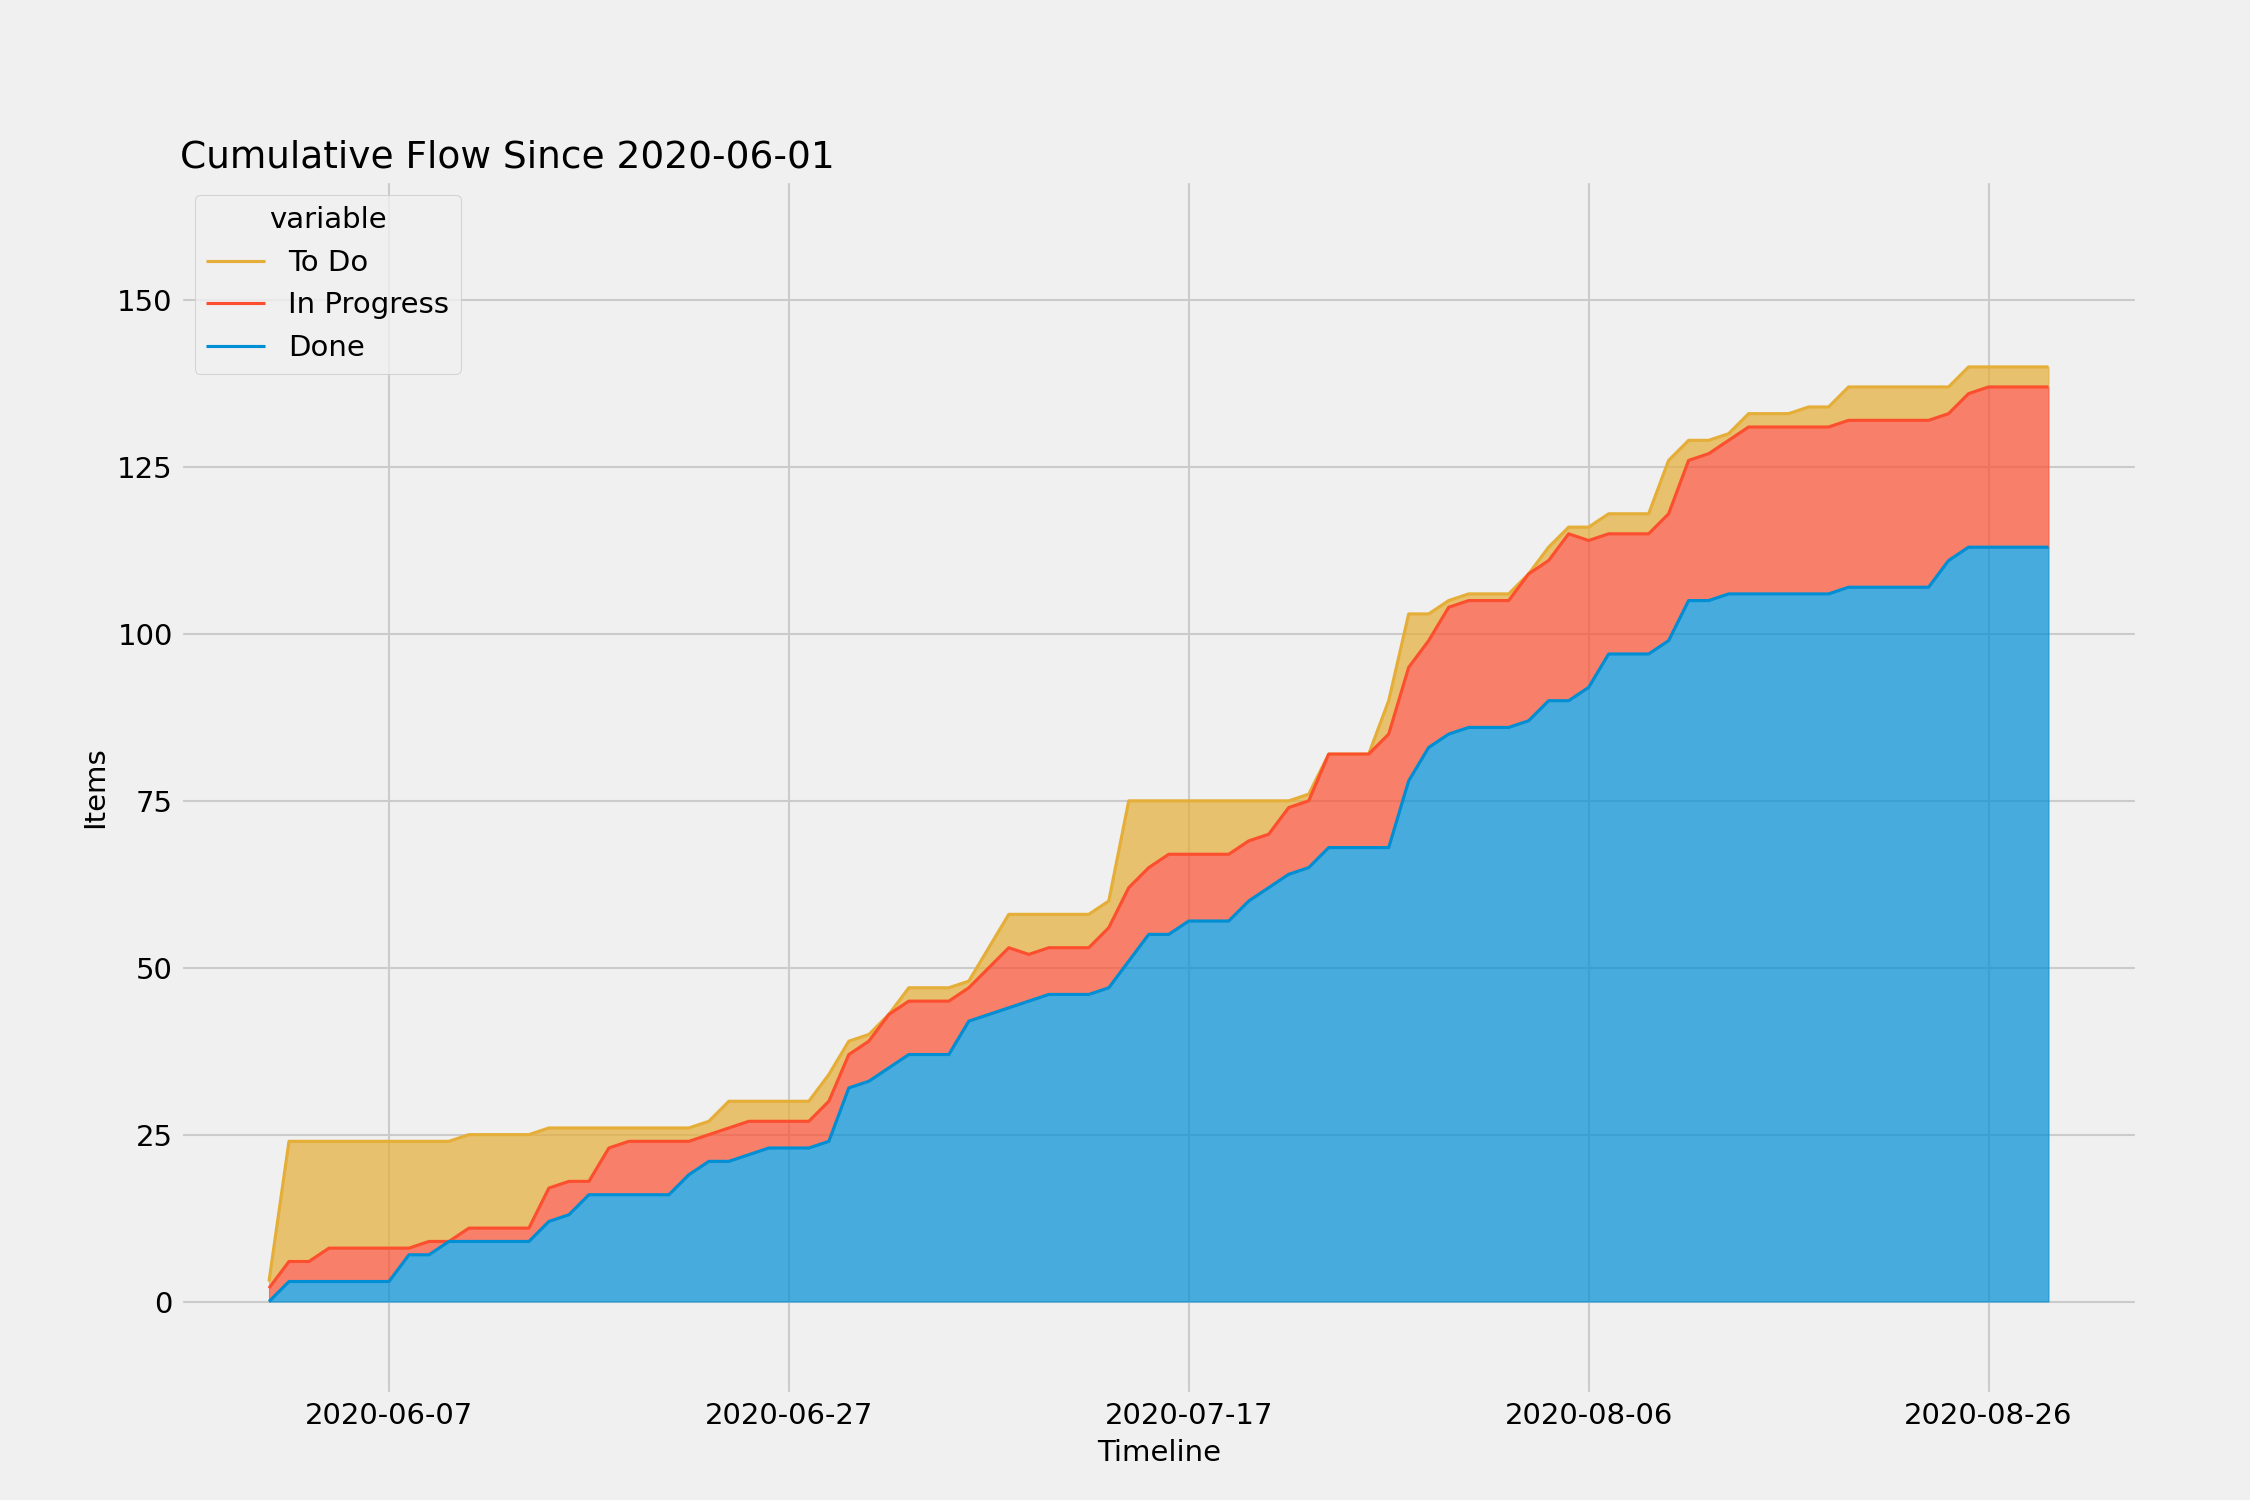 Cumulative Flow Since 2020-06-01
variable
To Do
In Progress
Done
150
125
100
75
50
25
0
Items
2020-06-07 2020-06-27 2020-07-17 2020-08-06 2020-08-26
Timeline